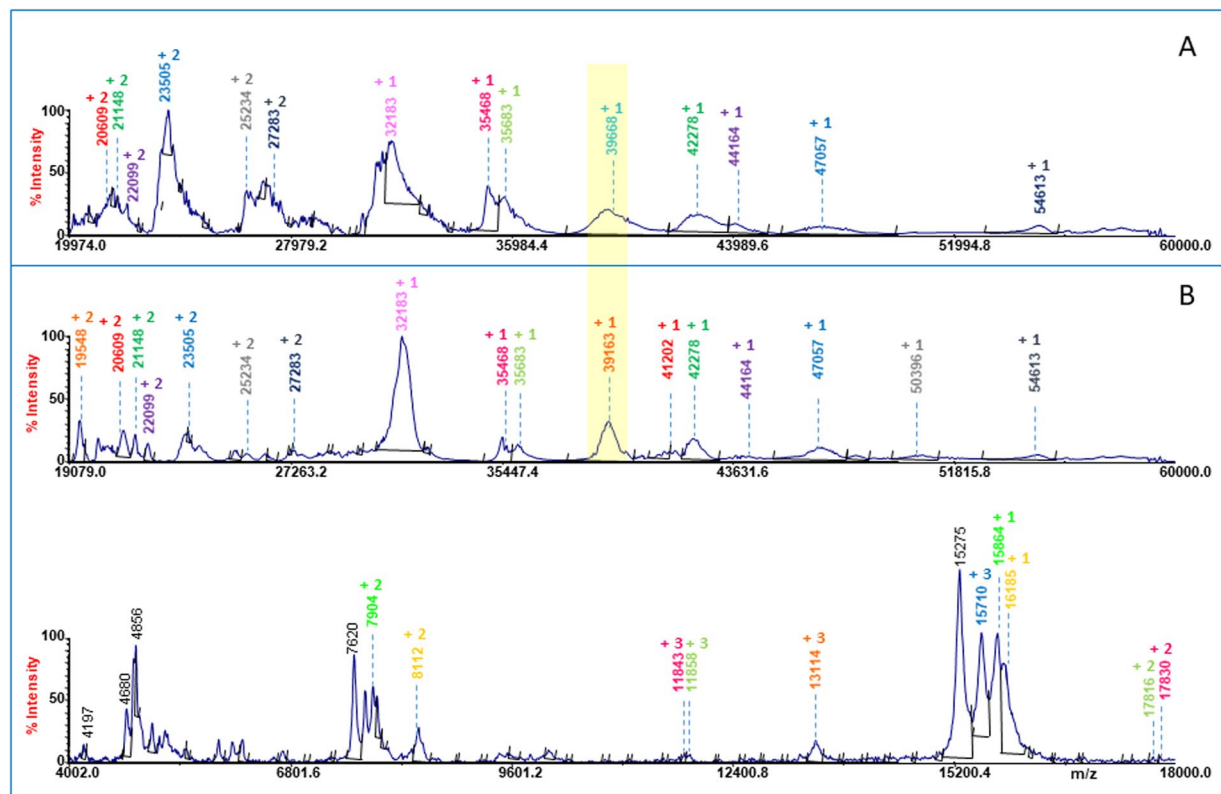 A
20609 + 2
21148 + 2
22099 + 2
23505 + 2
25234 + 2
27283 + 2
32183 + 1
35468 + 1
35683 + 1
39668 + 1
42278 + 1
44164 + 1
47057 + 1
54613 + 1
% Intensity
100
50
0
19974.0 27979.2 35984.4 43989.6 51994.8 60000.0
B
19548 + 2
20609 + 2
21148 + 2
22099 + 2
23505 + 2
25234 + 2
27283 + 2
32183 + 1
35468 + 1
35683 + 1
39163 + 1
41202 + 1
42278 + 1
44164 + 1
47057 + 1
50396 + 1
54613 + 1
% Intensity
100
50
0
19079.0 27263.2 35447.4 43631.6 51815.8 60000.0
4197
4680
4856
7620
7904 + 2
8112 + 2
11843 + 3
11858 + 3
13114 + 3
15275
15710 + 3
15864 + 1
16185 + 1
17816 + 2
17830 + 2
% Intensity
100
50
0
4002.0 6801.6 9601.2 12400.8 15200.4 m/z 18000.0